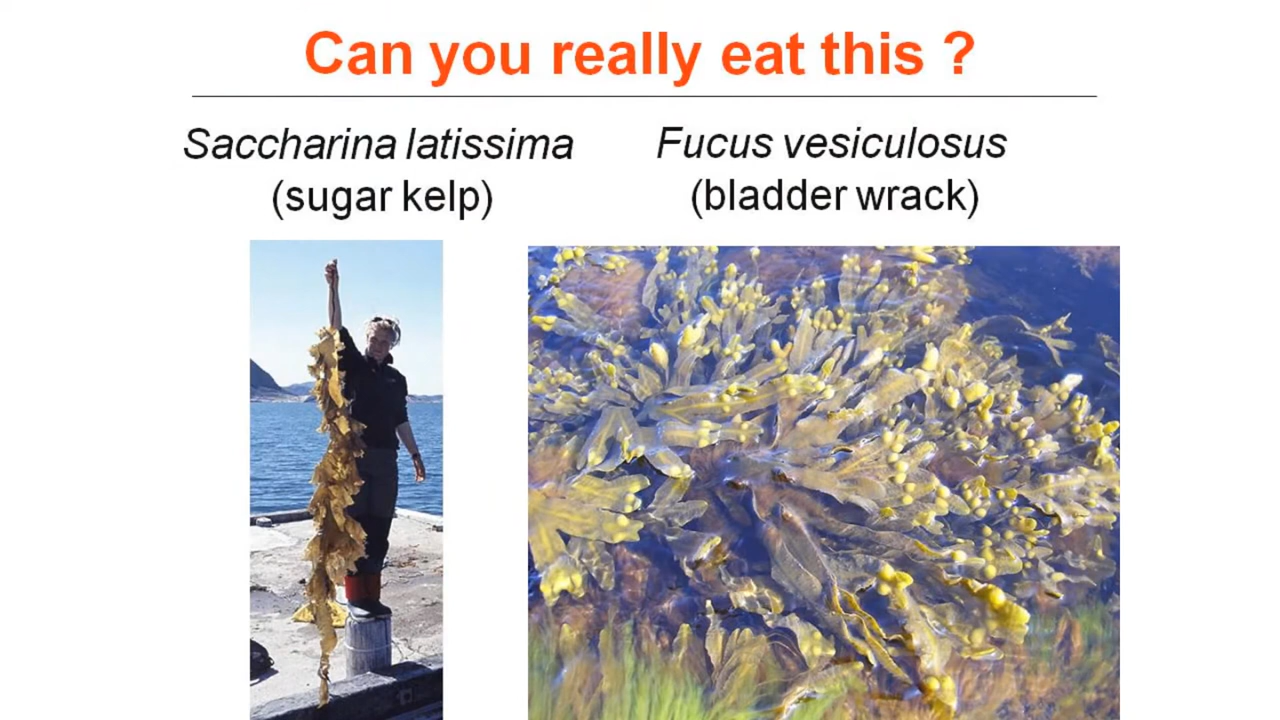 Can you really eat this ?
Saccharina latissima
(sugar kelp)
Fucus vesiculosus
(bladder wrack)